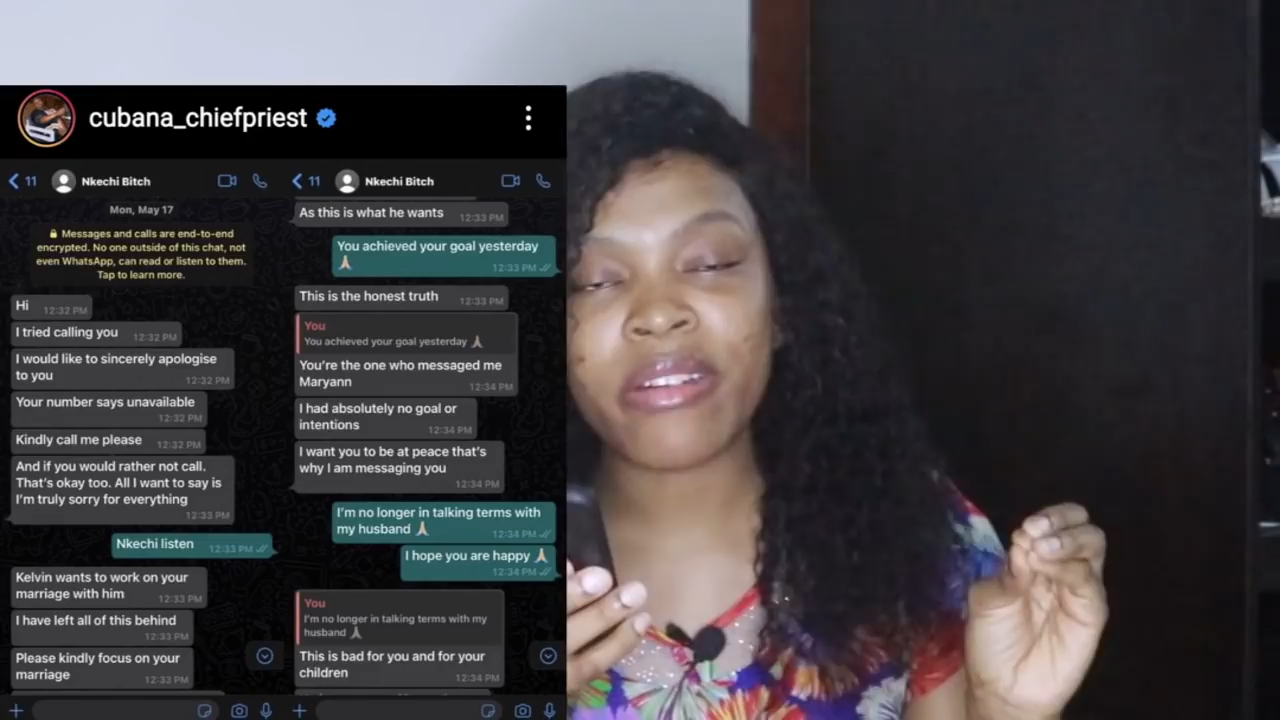 cubana_chiefpriest
11 Nkechi Bitch
Mon, May 17
Messages and calls are end-to-end
encrypted. No one outside of this chat, not
even WhatsApp, can read or listen to them.
Tap to learn more.
Hi 12:32 PM
I tried calling you 12:32 PM
I would like to sincerely apologise
to you 12:32 PM
Your number says unavailable
12:32 PM
Kindly call me please 12:32 PM
And if you would rather not call.
That's okay too. All I want to say is
I'm truly sorry for everything
12:33 PM
Nkechi listen 12:33 PM
Kelvin wants to work on your
marriage with him 12:33 PM
I have left all of this behind
12:33 PM
Please kindly focus on your
marriage 12:33 PM
11 Nkechi Bitch
As this is what he wants 12:33 PM
You achieved your goal yesterday
🙏🏽 12:33 PM
This is the honest truth 12:33 PM
You
You achieved your goal yesterday 🙏🏽
You're the one who messaged me
Maryann 12:34 PM
I had absolutely no goal or
intentions 12:34 PM
I want you to be at peace that's
why I am messaging you
12:34 PM
I'm no longer in talking terms with
my husband 🙏🏽 12:34 PM
I hope you are happy 🙏🏽
12:34 PM
You
I'm no longer in talking terms with my
husband 🙏🏽
This is bad for you and for your
children 12:34 PM